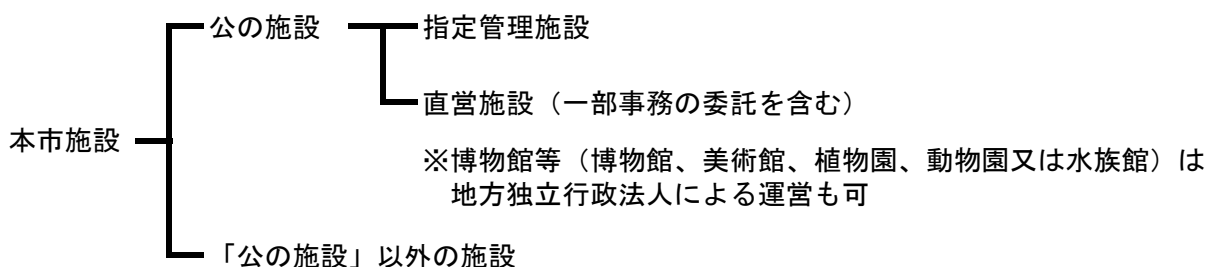 公の施設
指定管理施設
直営施設（一部事務の委託を含む）
本市施設
※博物館等（博物館、美術館、植物園、動物園又は水族館）は
地方独立行政法人による運営も可
「公の施設」以外の施設